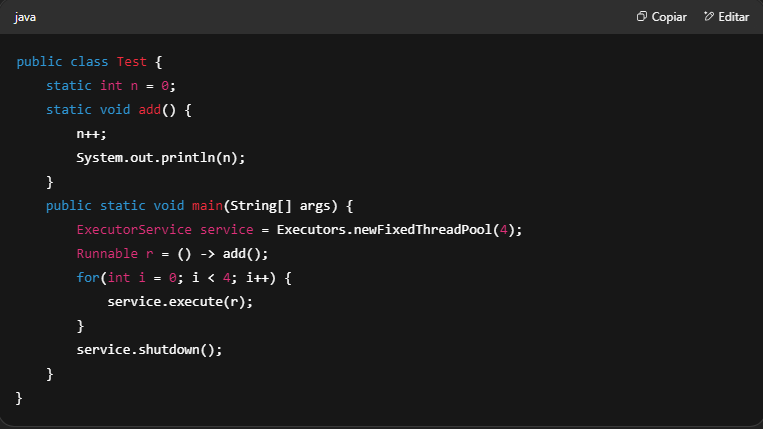 java
Copiar
Editar
public class Test {
    static int n = 0;
    static void add() {
        n++;
        System.out.println(n);
    }
    public static void main(String[] args) {
        ExecutorService service = Executors.newFixedThreadPool(4);
        Runnable r = () -> add();
        for(int i = 0; i < 4; i++) {
            service.execute(r);
        }
        service.shutdown();
    }
}